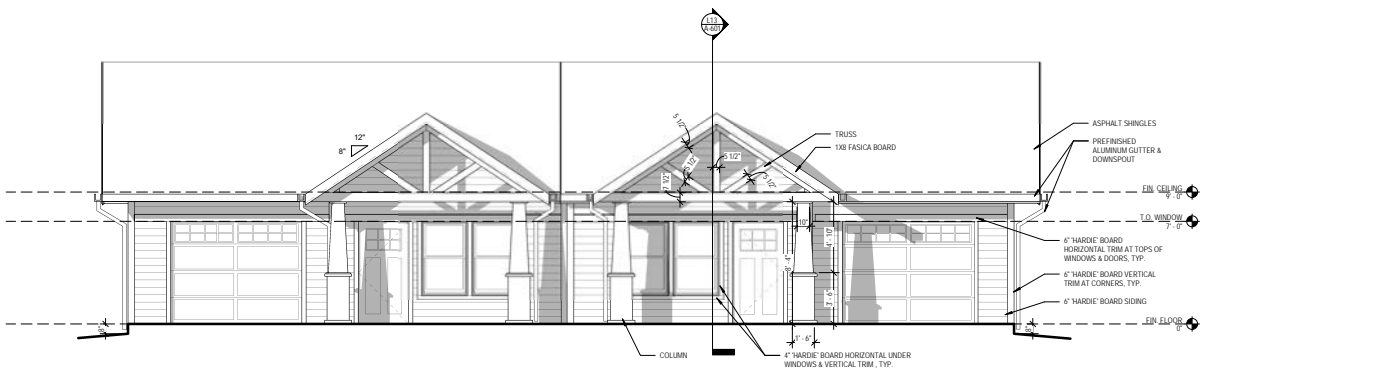 L13
A-601
12"
8"
5 1/2"
5 1/2"
5 1/2"
5 1/2"
7 1/2"
TRUSS
1X8 FASICA BOARD
ASPHALT SHINGLES
PREFINISHED
ALUMINUM GUTTER &
DOWNSPOUT
FIN. CEILING
9' - 0"
T.O. WINDOW
7' - 0"
10"
4' - 10"
8' - 4"
3' - 6"
1' - 6"
6" 'HARDIE' BOARD
HORIZONTAL TRIM AT TOPS OF
WINDOWS & DOORS, TYP.
6" 'HARDIE' BOARD VERTICAL
TRIM AT CORNERS, TYP.
6" 'HARDIE' BOARD SIDING
FIN. FLOOR
0"
8"
8"
COLUMN
4" 'HARDIE' BOARD HORIZONTAL UNDER
WINDOWS & VERTICAL TRIM , TYP.